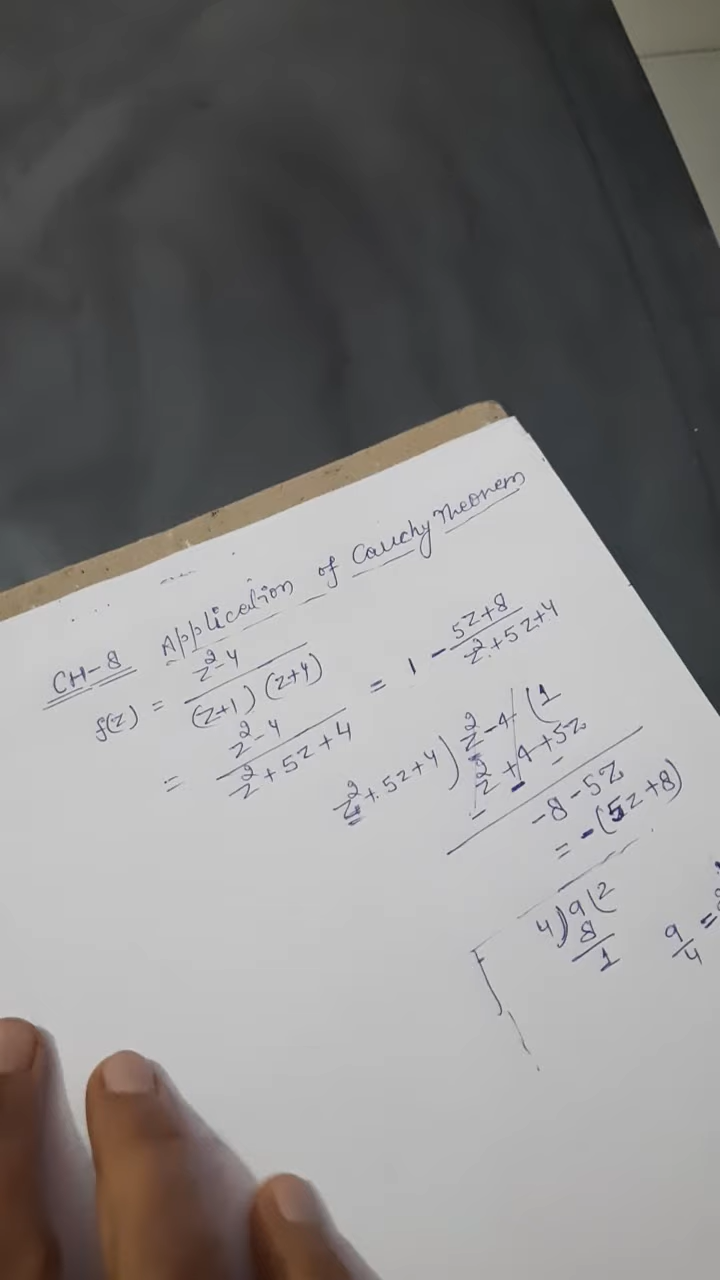 CH-8 Application of Cauchy Theorem
f(z) = z²-4 / (z+1) (z+4) = 1 - 5z+8 / z²+5z+4
= z²-4 / z²+5z+4
z²+5z+4) z²-4 (1
z²+4+5z
- - -
-8-5z
= -(5z+8)
4)9(2
8
1
9/4 =